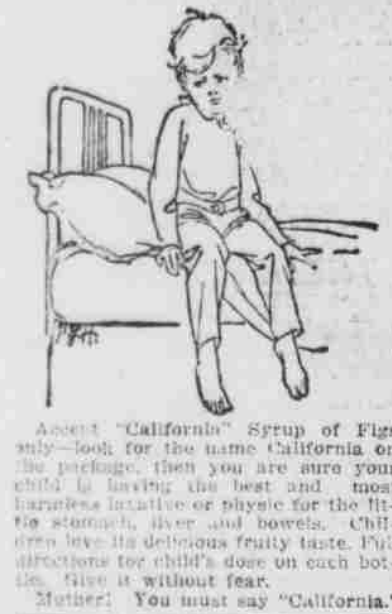 Accept "California" Syrup of Figs
only—look for the name California on
the package, then you are sure your
child is having the best and most
harmless laxative or physic for the lit-
tle stomach, liver and bowels. Chil-
dren love its delicious fruity taste. Full
directions for child's dose on each bot-
tle. Give it without fear.
Mother! You must say "California."